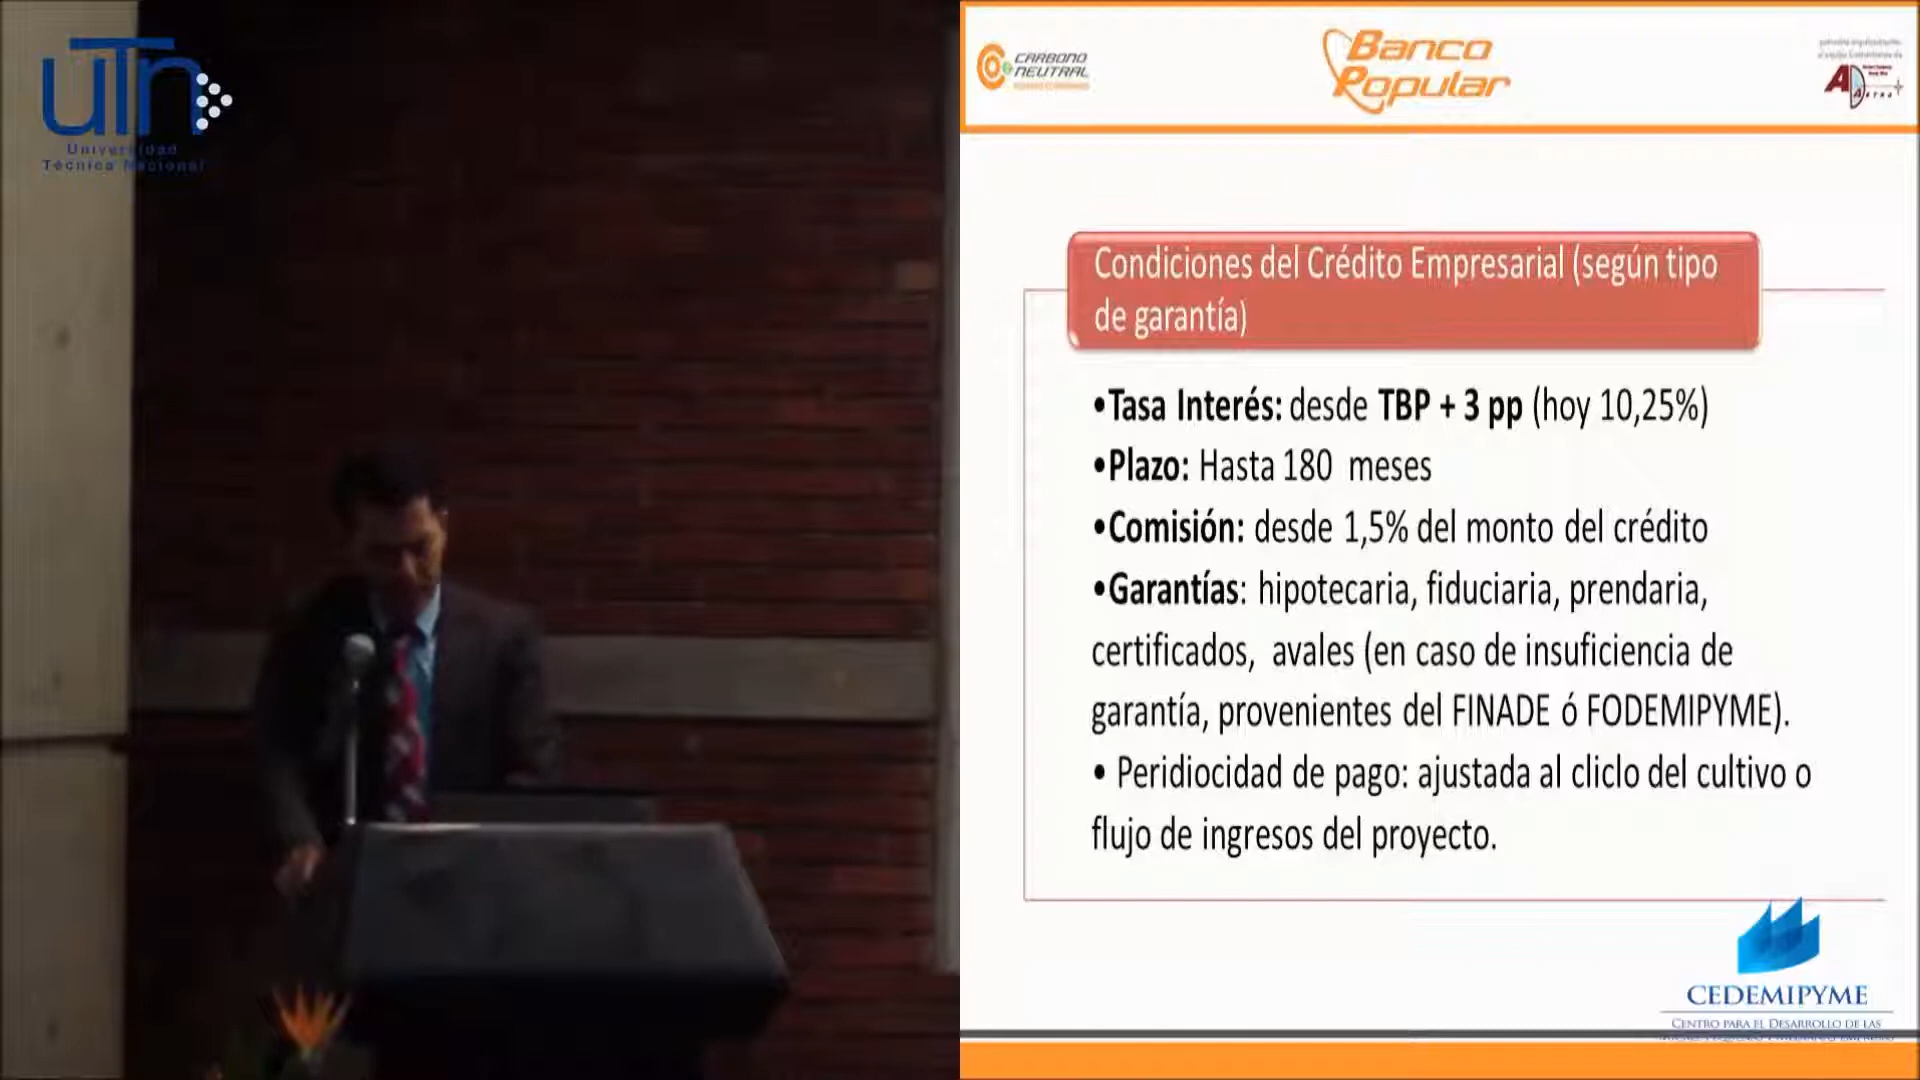 uTn
Universidad
Técnica Nacional
CARBONO
NEUTRAL
Banco
Popular
Condiciones del Crédito Empresarial (según tipo
de garantía)
•Tasa Interés: desde TBP + 3 pp (hoy 10,25%)
•Plazo: Hasta 180 meses
•Comisión: desde 1,5% del monto del crédito
•Garantías: hipotecaria, fiduciaria, prendaria,
certificados, avales (en caso de insuficiencia de
garantía, provenientes del FINADE ó FODEMIPYME).
• Peridiocidad de pago: ajustada al cliclo del cultivo o
flujo de ingresos del proyecto.
CEDEMIPYME
CENTRO PARA EL DESARROLLO DE LAS